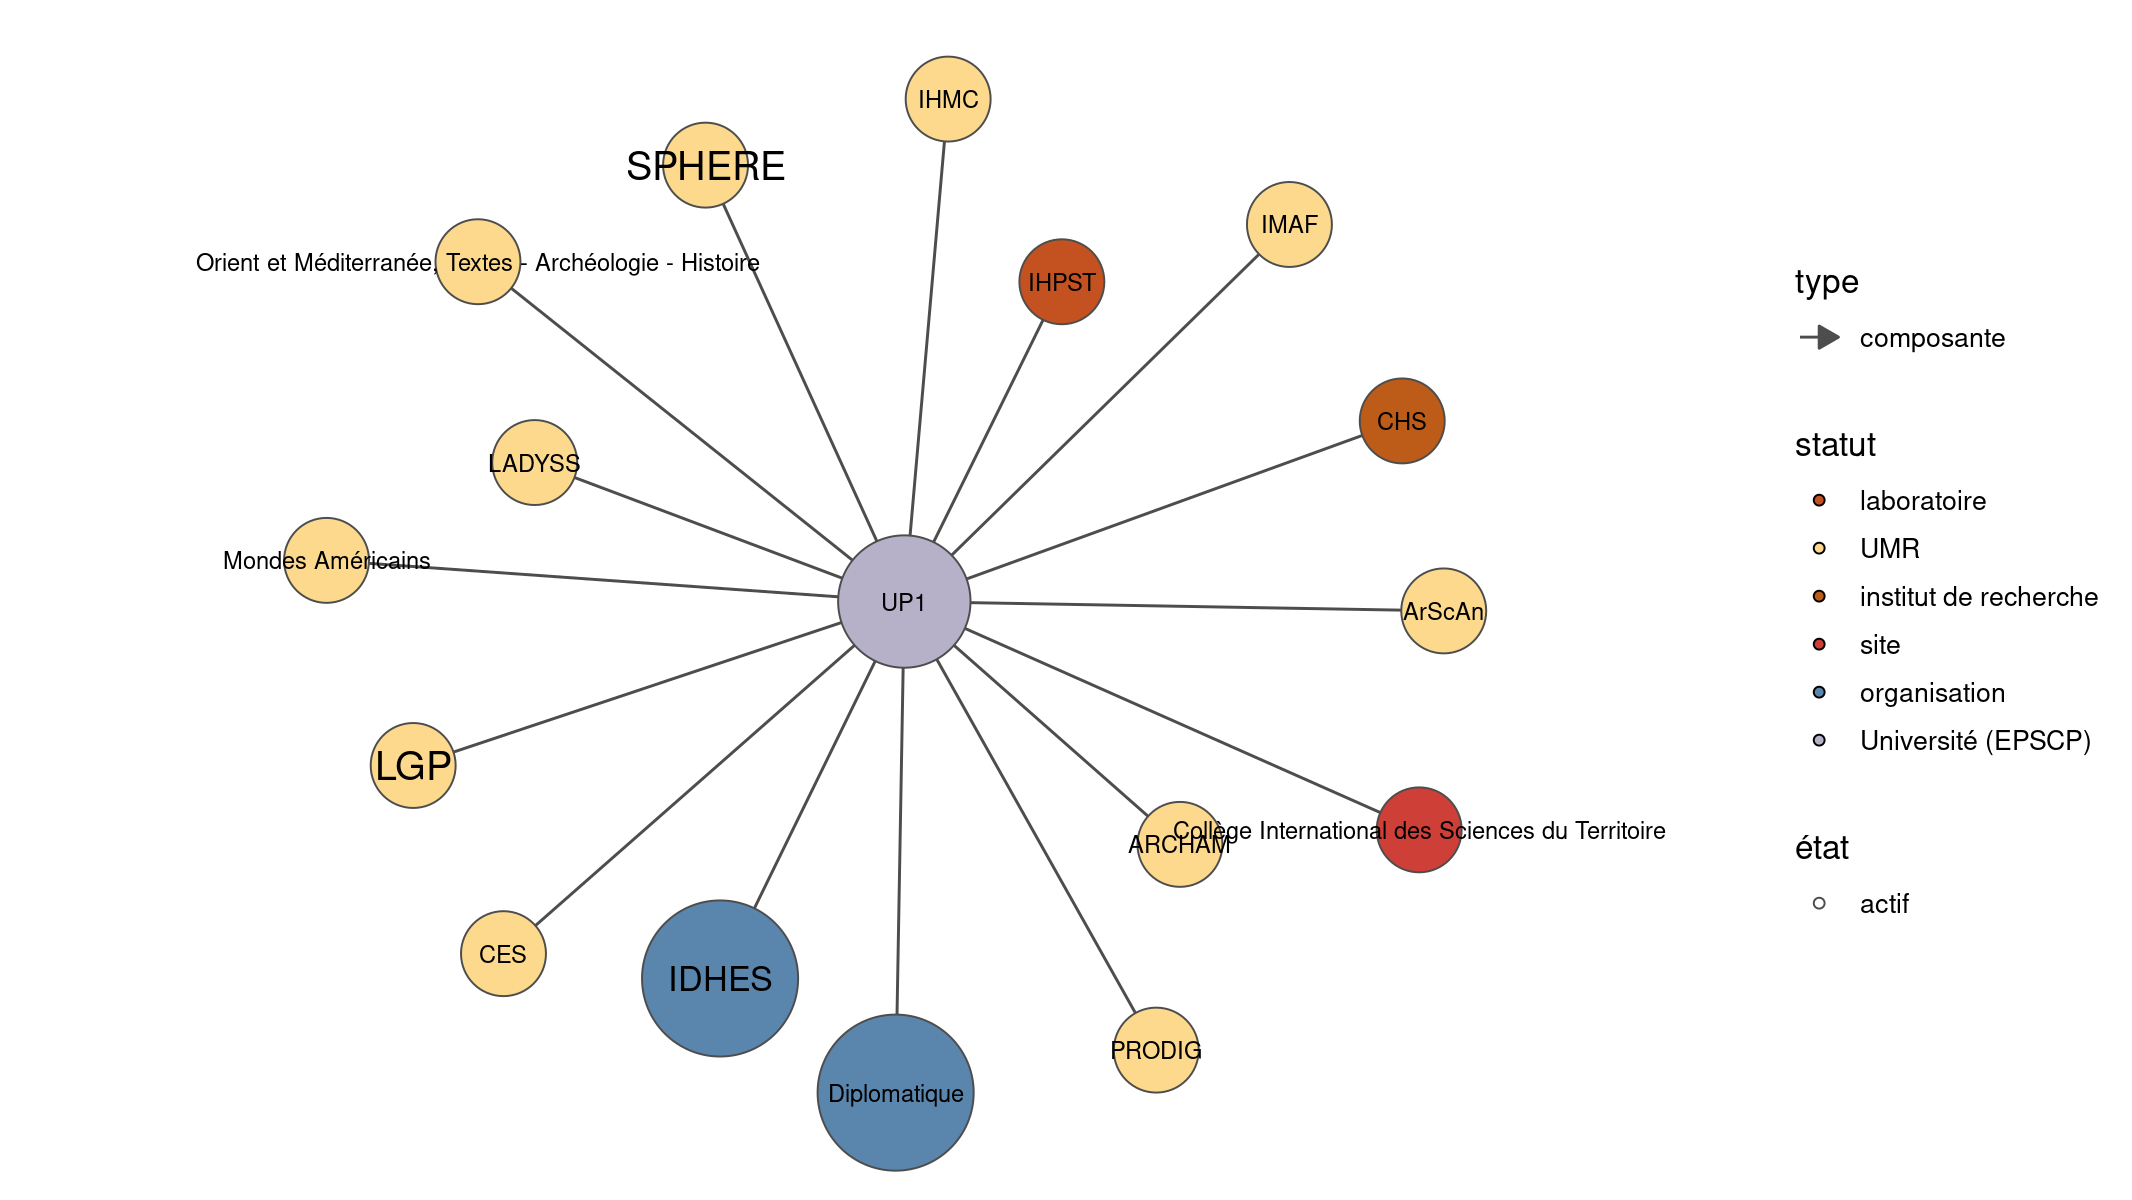 IHMC
SPHERE
IMAF
Orient et Méditerranée, Textes - Archéologie - Histoire
IHPST
CHS
LADYSS
Mondes Américains
UP1
ArScAn
LGP
Collège International des Sciences du Territoire
ARCHAM
CES
IDHES
PRODIG
Diplomatique
type
composante
statut
laboratoire
UMR
institut de recherche
site
organisation
Université (EPSCP)
état
actif